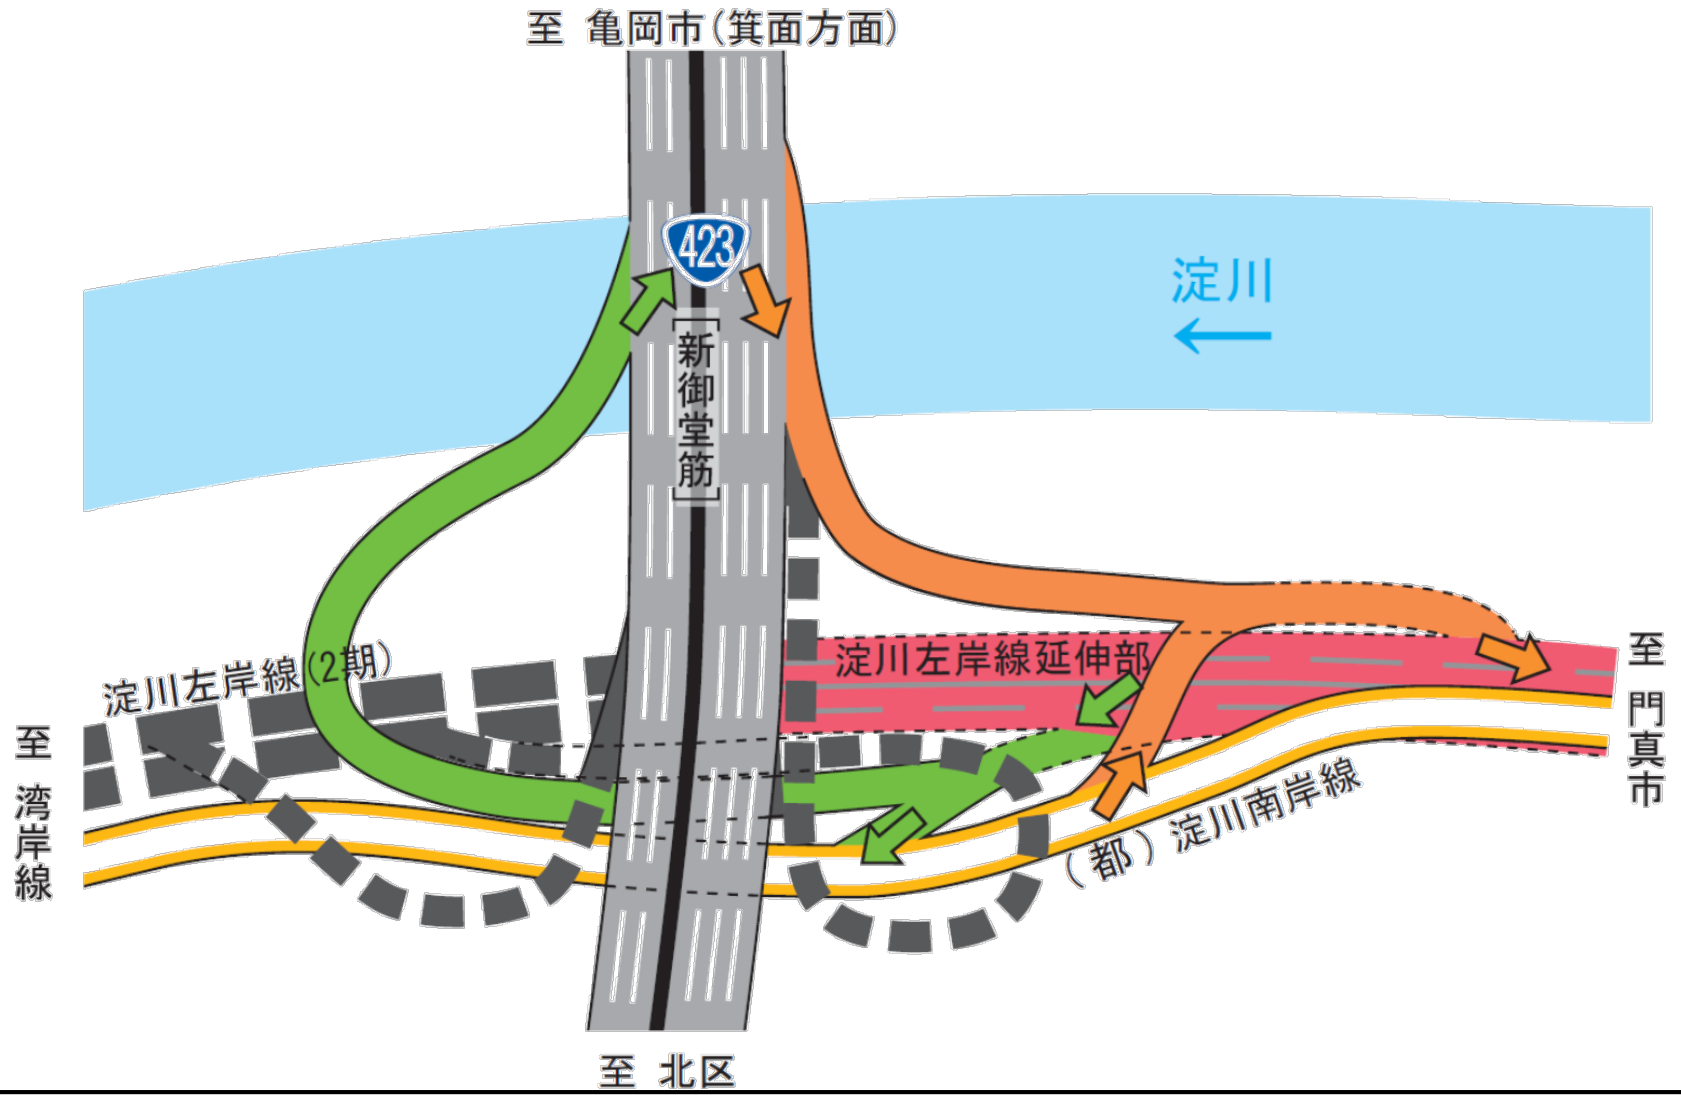 至 亀岡市(箕面方面)
423
淀川
新御堂筋
至 門真市
淀川左岸線延伸部
淀川左岸線(2期)
至 湾岸線
(都)淀川南岸線
至 北区